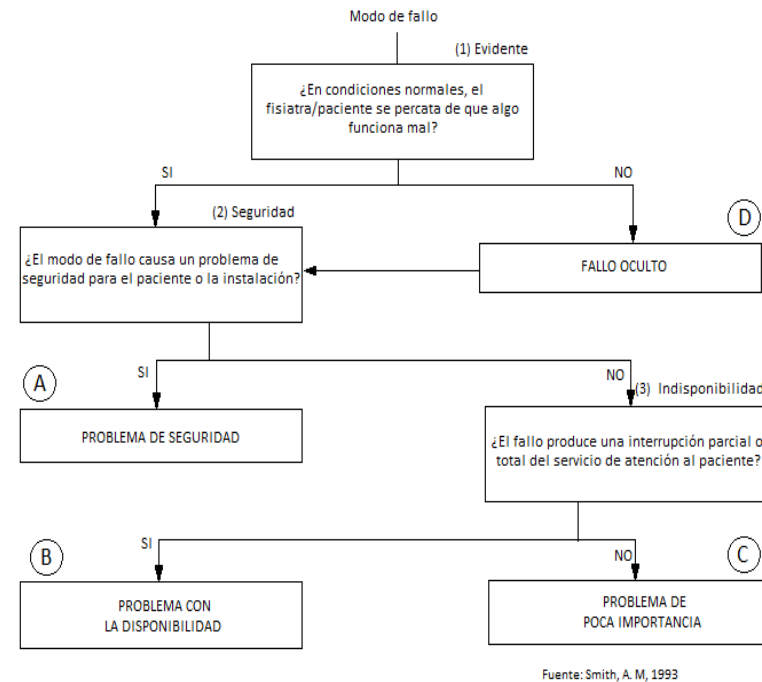 Modo de fallo
(1) Evidente
¿En condiciones normales, el
fisiatra/paciente se percata de que algo
funciona mal?
SI
NO
(2) Seguridad
D
¿El modo de fallo causa un problema de
seguridad para el paciente o la instalación?
FALLO OCULTO
A
SI
NO
(3) Indisponibilidad
PROBLEMA DE SEGURIDAD
¿El fallo produce una interrupción parcial o
total del servicio de atención al paciente?
B
SI
NO
C
PROBLEMA CON
LA DISPONIBILIDAD
PROBLEMA DE
POCA IMPORTANCIA
Fuente: Smith, A. M, 1993